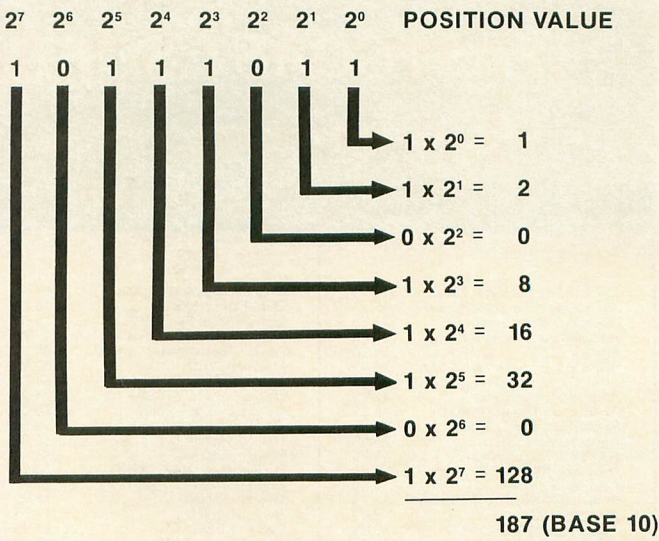 2⁷ 2⁶ 2⁵ 2⁴ 2³ 2² 2¹ 2⁰ POSITION VALUE
1 0 1 1 1 0 1 1
1 x 2⁰ = 1
1 x 2¹ = 2
0 x 2² = 0
1 x 2³ = 8
1 x 2⁴ = 16
1 x 2⁵ = 32
0 x 2⁶ = 0
1 x 2⁷ = 128
187 (BASE 10)